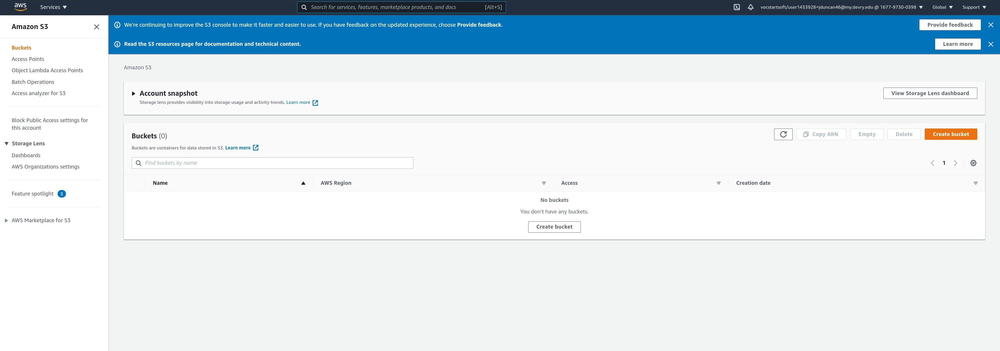 aws
Services
Search for services, features, marketplace products, and docs [Alt+S]
vocstartsoft/user1433928=jduncan46@my.devry.edu @ 1677-9730-0398
Global
Support
Amazon S3
Buckets
Access Points
Object Lambda Access Points
Batch Operations
Access analyzer for S3
Block Public Access settings for
this account
Storage Lens
Dashboards
AWS Organizations settings
Feature spotlight 3
AWS Marketplace for S3
We're continuing to improve the S3 console to make it faster and easier to use. If you have feedback on the updated experience, choose Provide feedback.
Provide feedback
Read the S3 resources page for documentation and technical content.
Learn more
Amazon S3
Account snapshot
Storage lens provides visibility into storage usage and activity trends. Learn more
View Storage Lens dashboard
Buckets (0)
Buckets are containers for data stored in S3. Learn more
Copy ARN
Empty
Delete
Create bucket
Find buckets by name
1
Name
AWS Region
Access
Creation date
No buckets
You don't have any buckets.
Create bucket